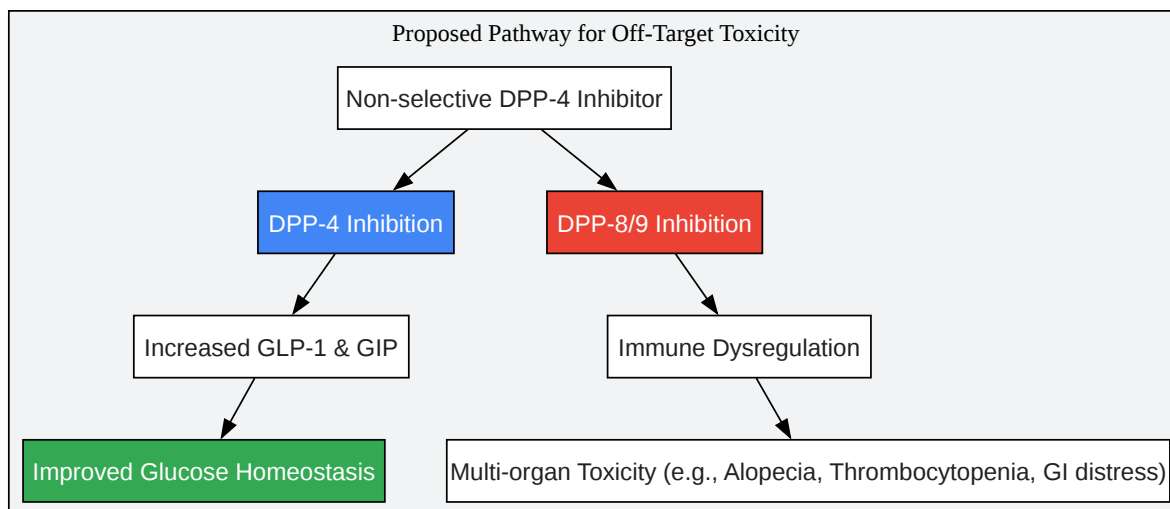 Proposed Pathway for Off-Target Toxicity
Non-selective DPP-4 Inhibitor
DPP-4 Inhibition
DPP-8/9 Inhibition
Increased GLP-1 & GIP
Immune Dysregulation
Improved Glucose Homeostasis
Multi-organ Toxicity (e.g., Alopecia, Thrombocytopenia, GI distress)